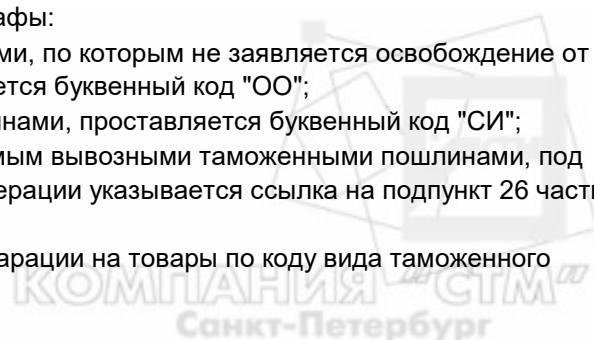 афы:
ми, по которым не заявляется освобождение от
ется буквенный код "ОО";
нами, проставляется буквенный код "СИ";
мым вывозными таможенными пошлинами, под
ерации указывается ссылка на подпункт 26 части
арации на товары по коду вида таможенного
КОМПАНИЯ "СТМ"
Санкт-Петербург